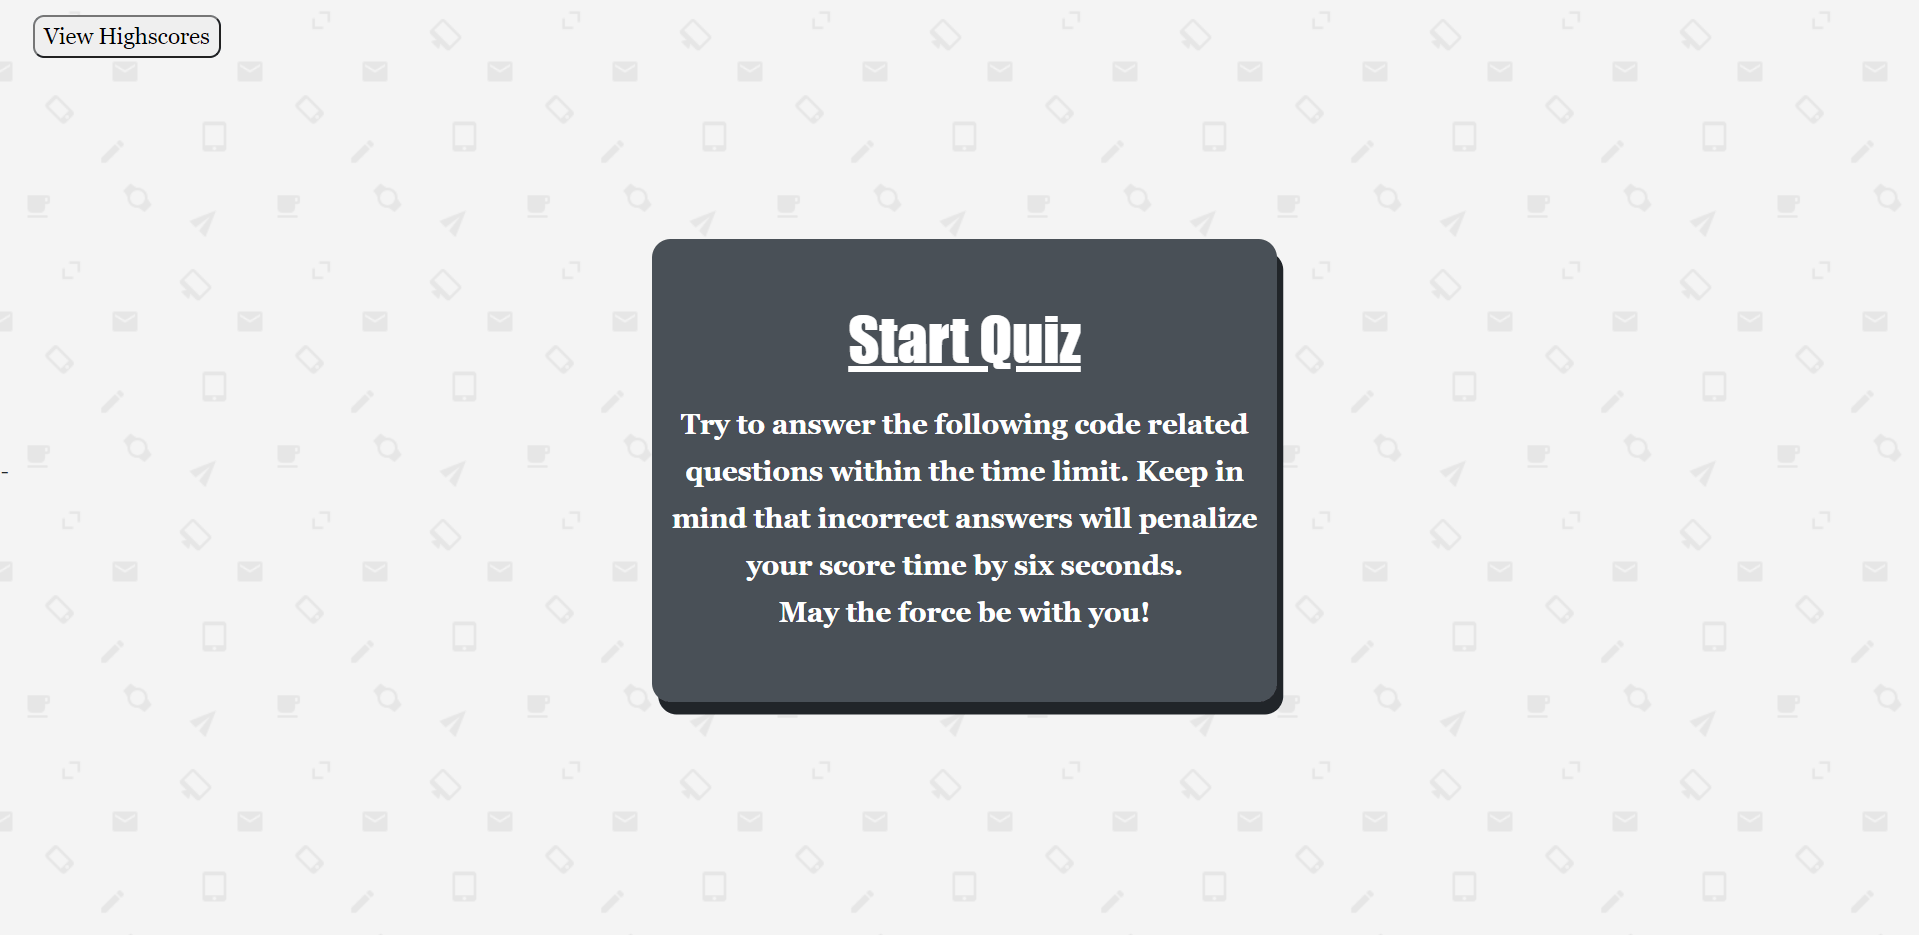 View Highscores
Start Quiz
Try to answer the following code related
questions within the time limit. Keep in
-
mind that incorrect answers will penalize
your score time by six seconds.
May the force be with you!